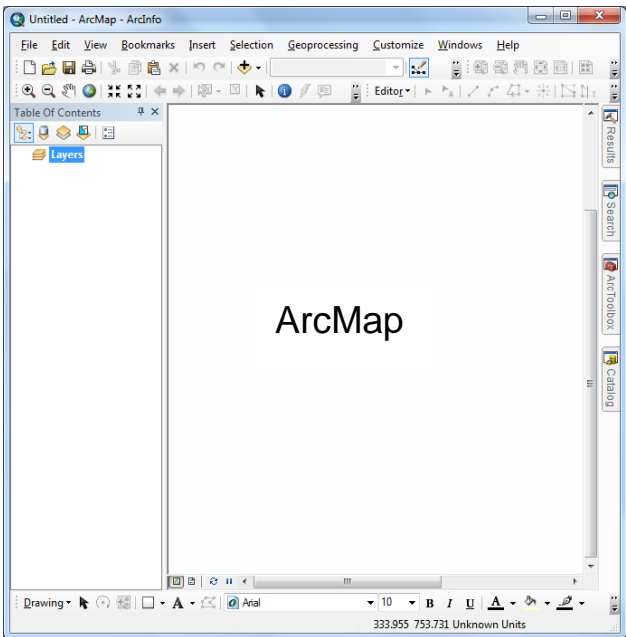 Untitled - ArcMap - ArcInfo
File Edit View Bookmarks Insert Selection Geoprocessing Customize Windows Help
Editor
Table Of Contents
Layers
Results
Search
ArcToolbox
Catalog
ArcMap
Drawing A Arial 10 B I U A
333.955 753.731 Unknown Units